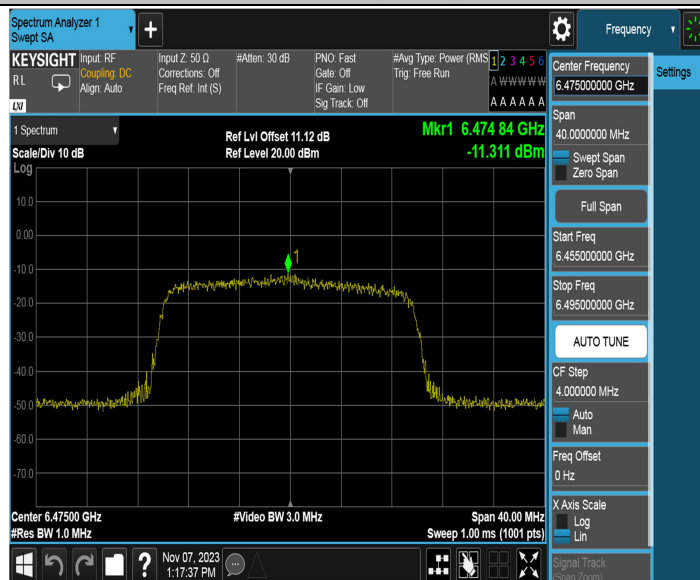 Spectrum Analyzer 1
Swept SA
+
Frequency
KEYSIGHT
RL
LXI
Input: RF
Coupling: DC
Align: Auto
Input Z: 50 Ω
Corrections: Off
Freq Ref: Int (S)
#Atten: 30 dB
PNO: Fast
Gate: Off
IF Gain: Low
Sig Track: Off
#Avg Type: Power (RMS
Trig: Free Run
1 2 3 4 5 6
A W W W W W
A A A A A A
1 Spectrum
Scale/Div 10 dB
Log
Ref Lvl Offset 11.12 dB
Ref Level 20.00 dBm
Mkr1 6.474 84 GHz
-11.311 dBm
10.0
0.00
-10.0
-20.0
-30.0
-40.0
-50.0
-60.0
-70.0
1
Center 6.47500 GHz
#Res BW 1.0 MHz
#Video BW 3.0 MHz
Span 40.00 MHz
Sweep 1.00 ms (1001 pts)
?
Nov 07, 2023
1:17:37 PM
Center Frequency
6.475000000 GHz
Span
40.0000000 MHz
Swept Span
Zero Span
Full Span
Start Freq
6.455000000 GHz
Stop Freq
6.495000000 GHz
AUTO TUNE
CF Step
4.000000 MHz
Auto
Man
Freq Offset
0 Hz
X Axis Scale
Log
Lin
Signal Track
(Span Zoom)
Settings